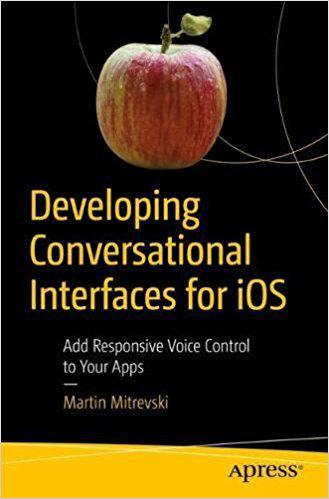 Developing
Conversational
Interfaces for iOS
Add Responsive Voice Control
to Your Apps
—
Martin Mitrevski
Apress®